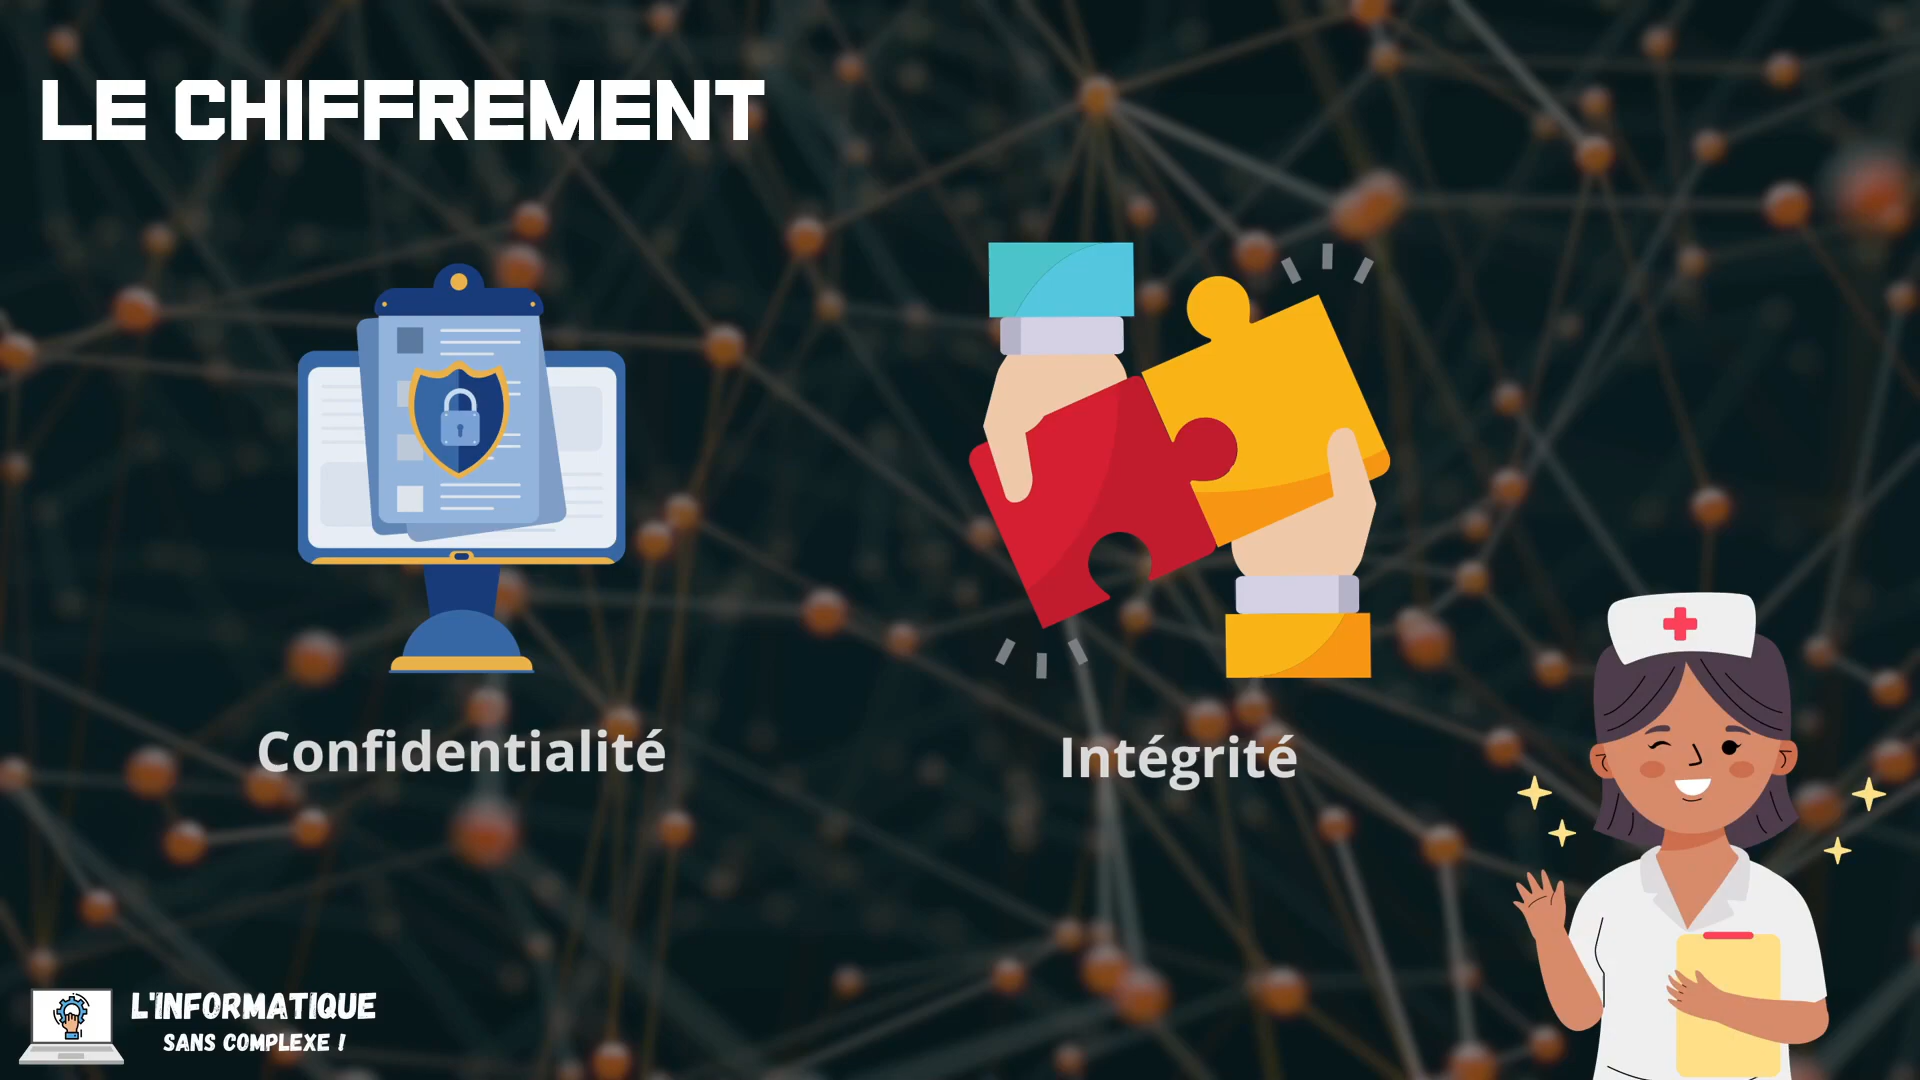 LE CHIFFREMENT
Confidentialité
Intégrité
L'INFORMATIQUE
SANS COMPLEXE !